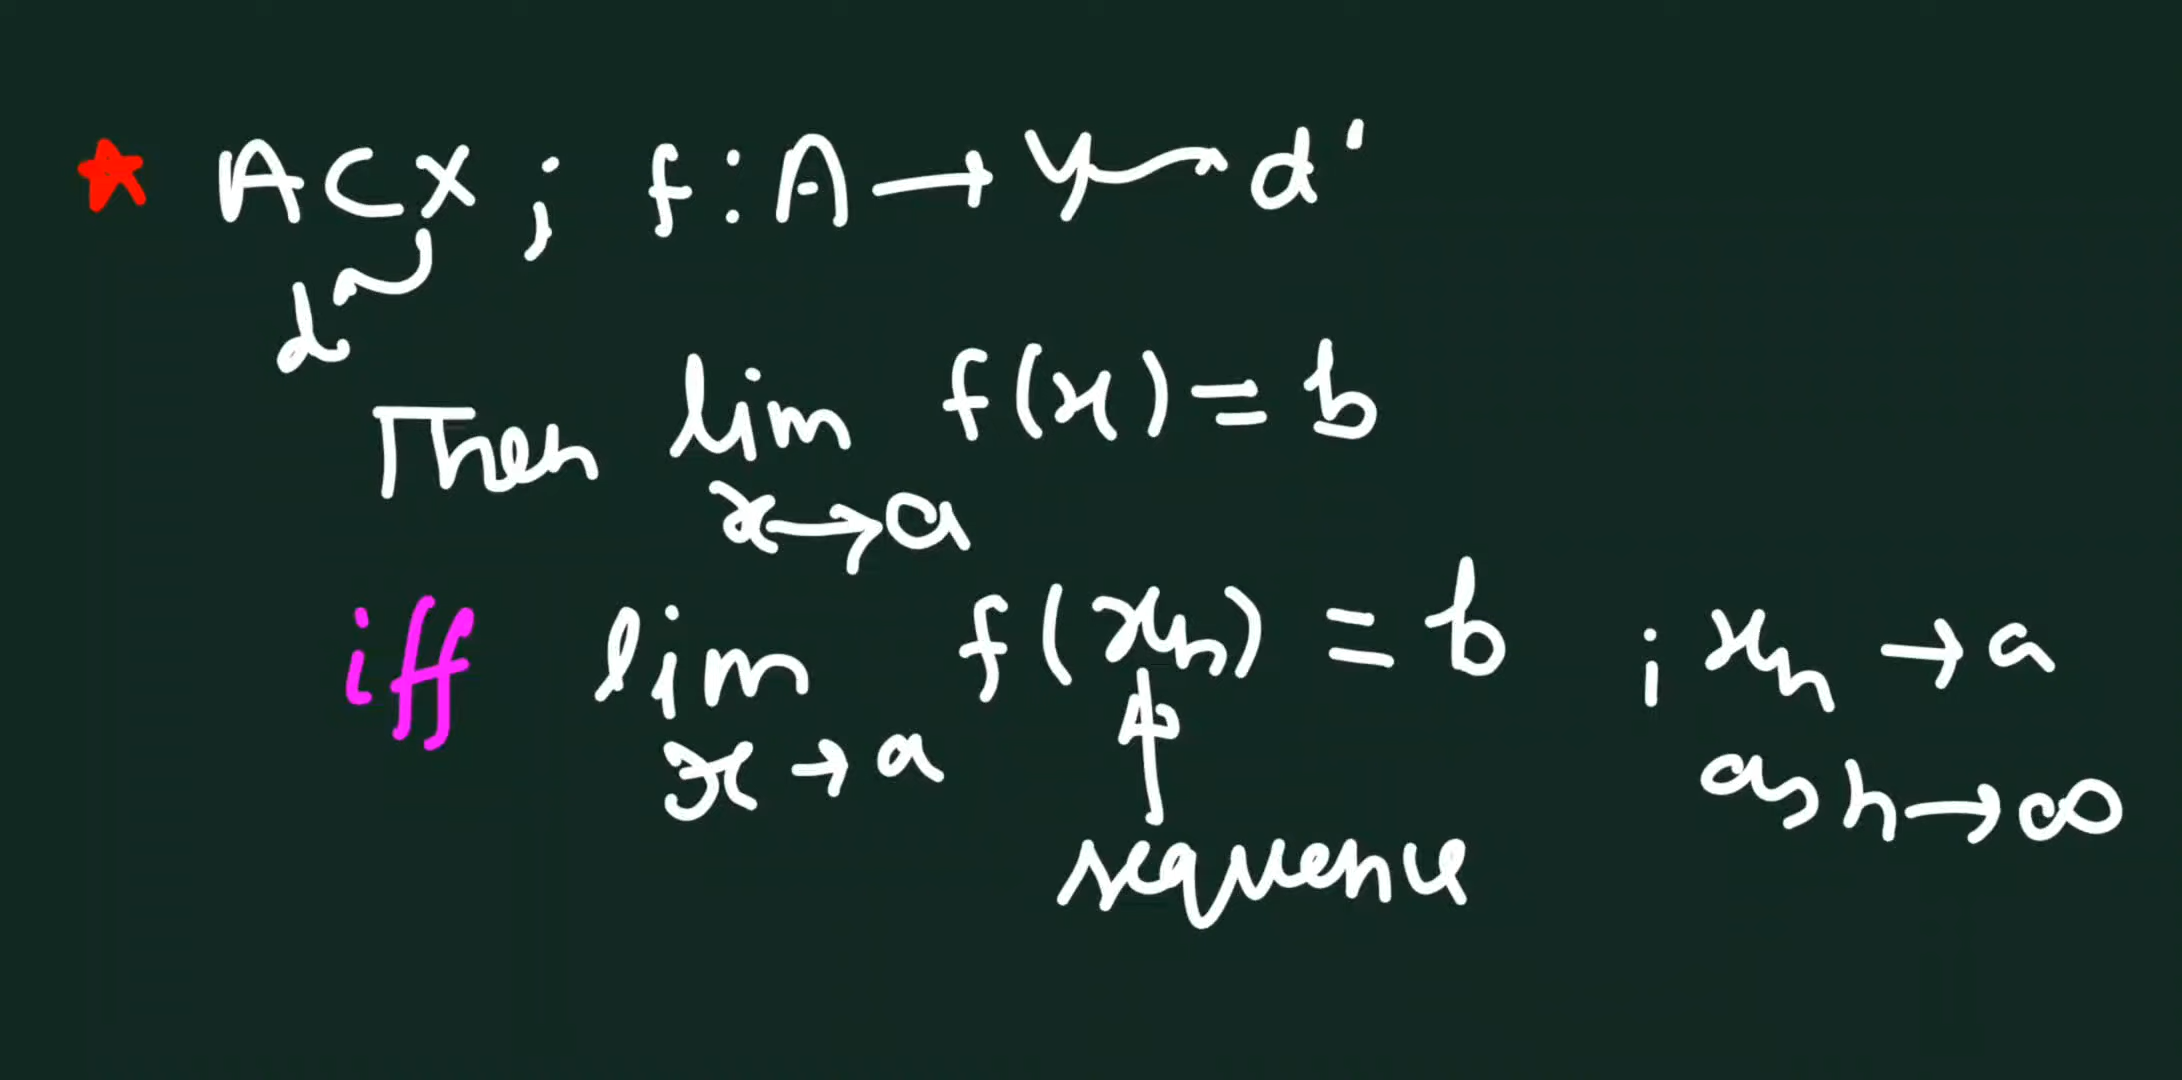 ★ A⊂X ; f : A → Y ⇝ d'
d
Then lim f(x) = b
x→a
iff lim f(xn) = b ; xn → a
x→a as n→∞
sequence